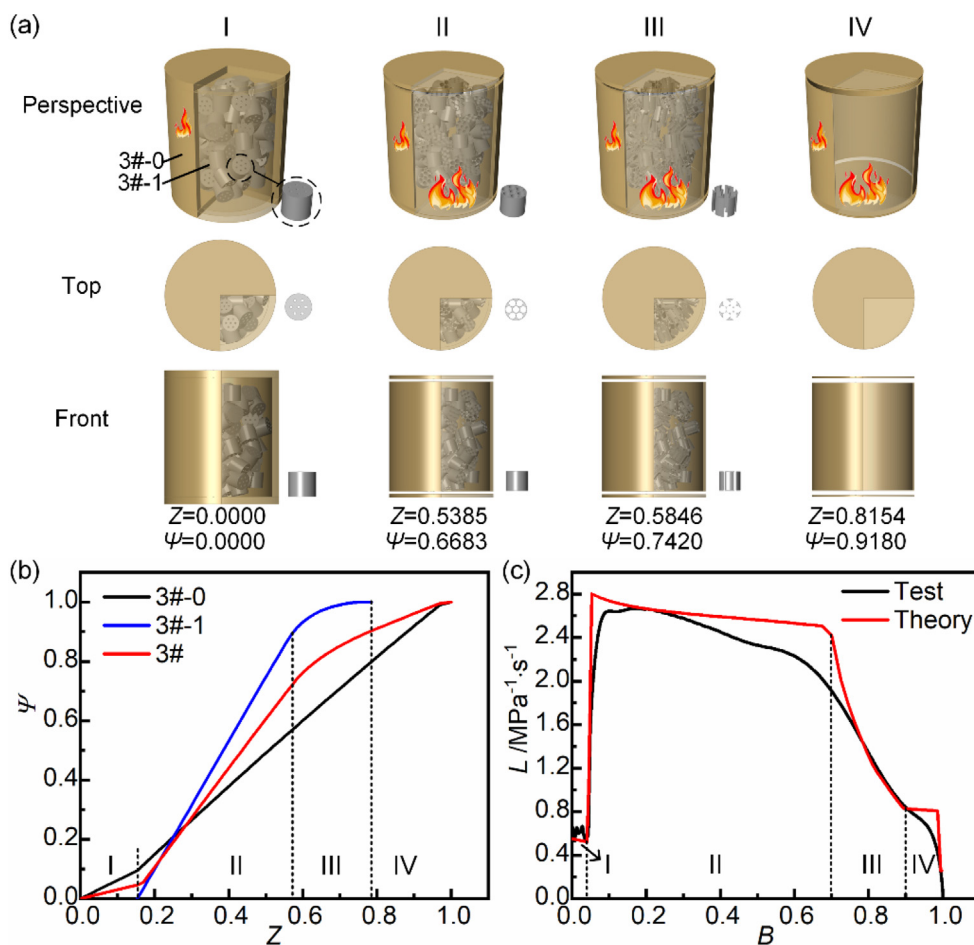 (a) I II III IV
Perspective
3#-0
3#-1
Top
Front
Z=0.0000 Z=0.5385 Z=0.5846 Z=0.8154
Ψ=0.0000 Ψ=0.6683 Ψ=0.7420 Ψ=0.9180
(b)
3#-0
3#-1
3#
1.0
0.8
0.6
0.4
0.2
0.0
Ψ
I II III IV
0.0 0.2 0.4 0.6 0.8 1.0
Z
(c)
Test
Theory
2.8
2.4
2.0
1.6
1.2
0.8
0.4
0.0
L /MPa⁻¹·s⁻¹
I II III IV
0.0 0.2 0.4 0.6 0.8 1.0
B